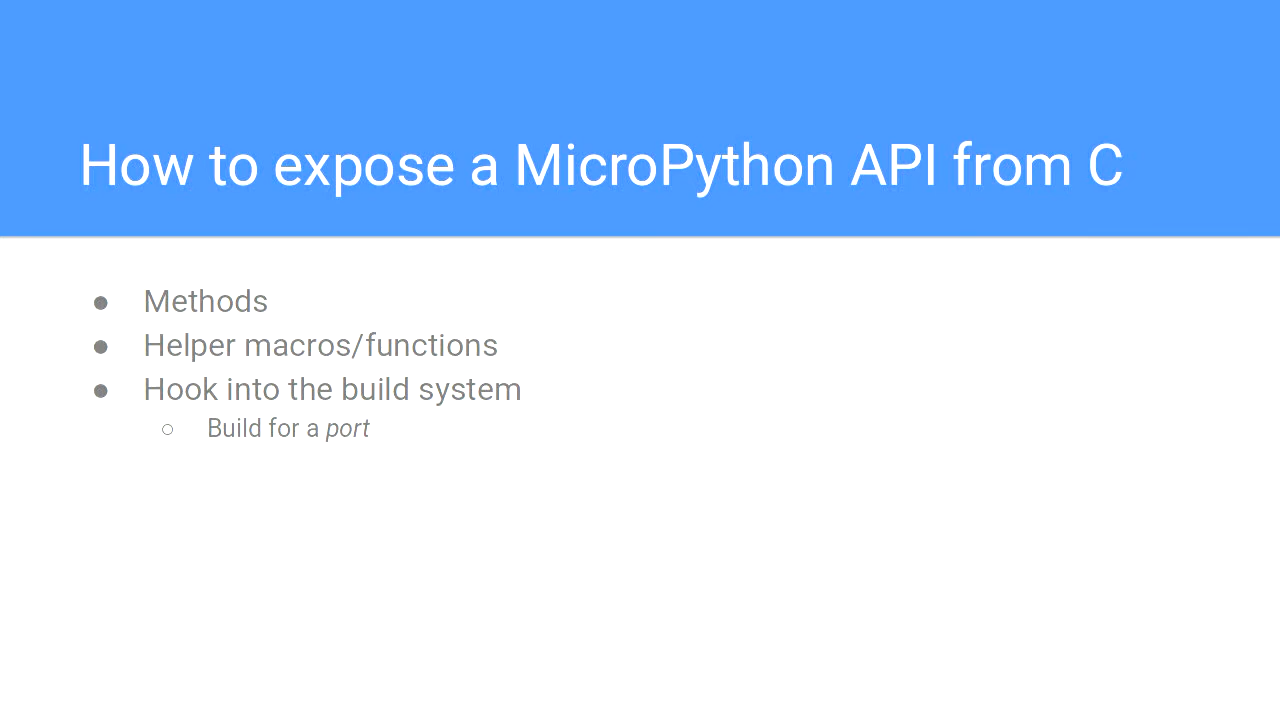 How to expose a MicroPython API from C
● Methods
● Helper macros/functions
● Hook into the build system
○ Build for a port